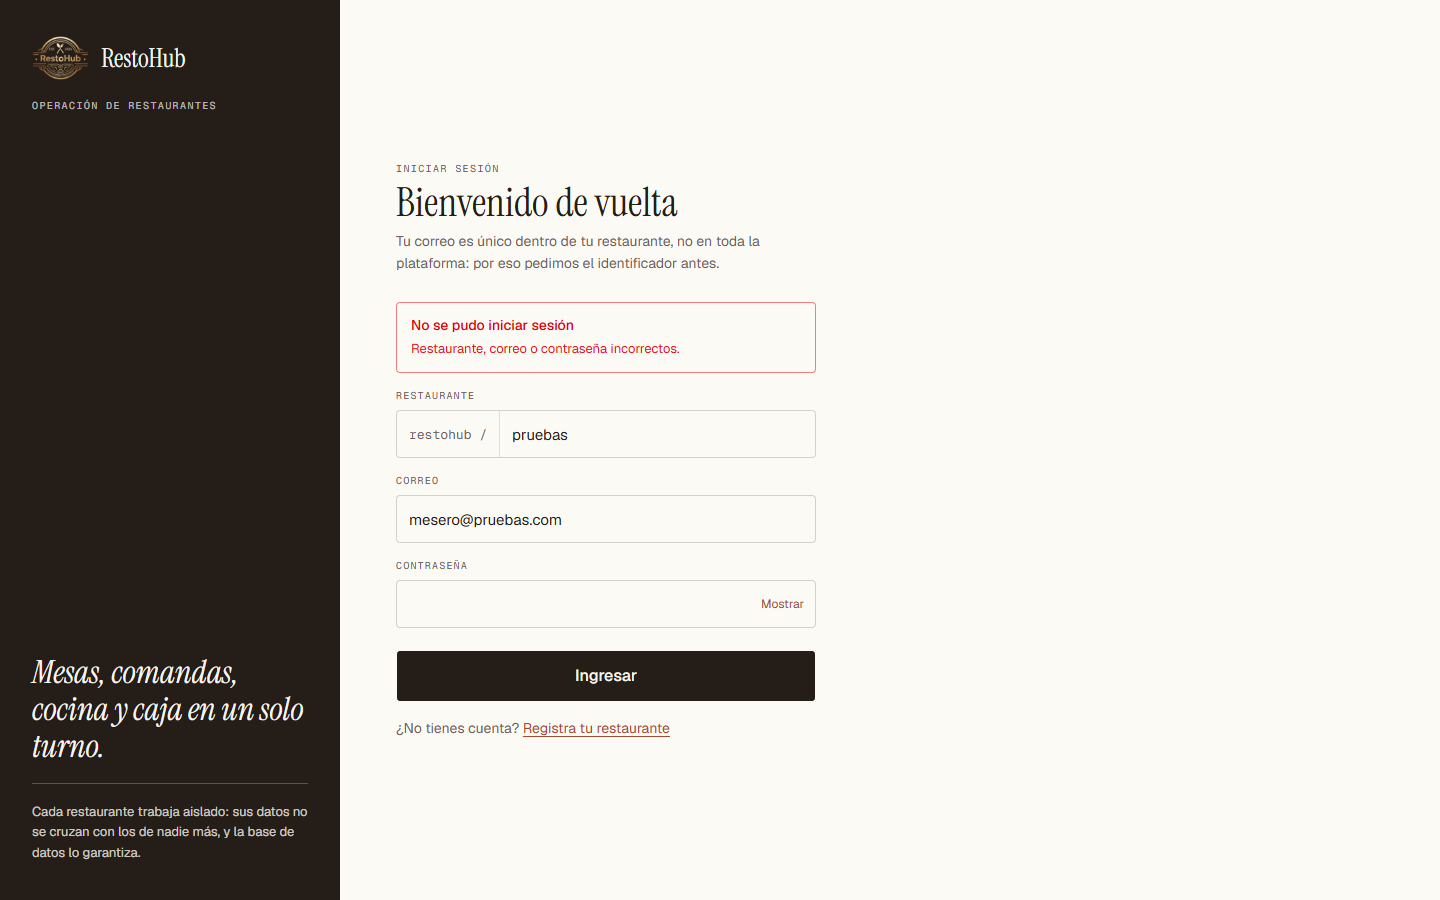 RestoHub
RestoHub
OPERACIÓN DE RESTAURANTES
Mesas, comandas,
cocina y caja en un solo
turno.
Cada restaurante trabaja aislado: sus datos no
se cruzan con los de nadie más, y la base de
datos lo garantiza.
INICIAR SESIÓN
Bienvenido de vuelta
Tu correo es único dentro de tu restaurante, no en toda la
plataforma: por eso pedimos el identificador antes.
No se pudo iniciar sesión
Restaurante, correo o contraseña incorrectos.
RESTAURANTE
restohub / pruebas
CORREO
mesero@pruebas.com
CONTRASEÑA
Mostrar
Ingresar
¿No tienes cuenta? Registra tu restaurante